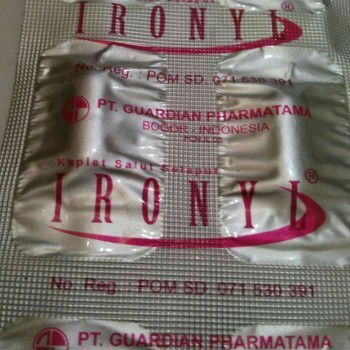 IRONYL®
No. Reg. : POM SD. 071 530 391
PT. GUARDIAN PHARMATAMA
BOGOR - INDONESIA
Kaplet Salut Selaput
IRONYL®
No. Reg. : POM SD. 071 530 391
PT. GUARDIAN PHARMATAMA